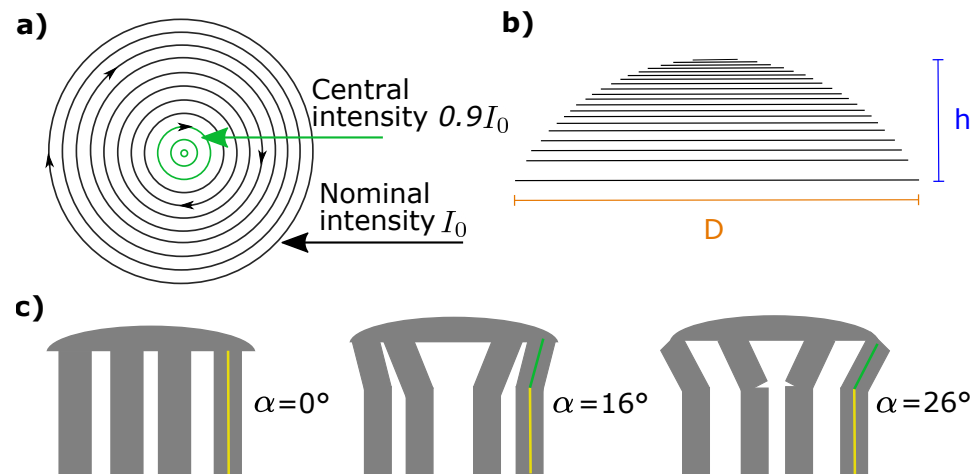 a)
Central
intensity 0.9I₀
Nominal
intensity I₀
b)
h
D
c)
α=0°
α=16°
α=26°